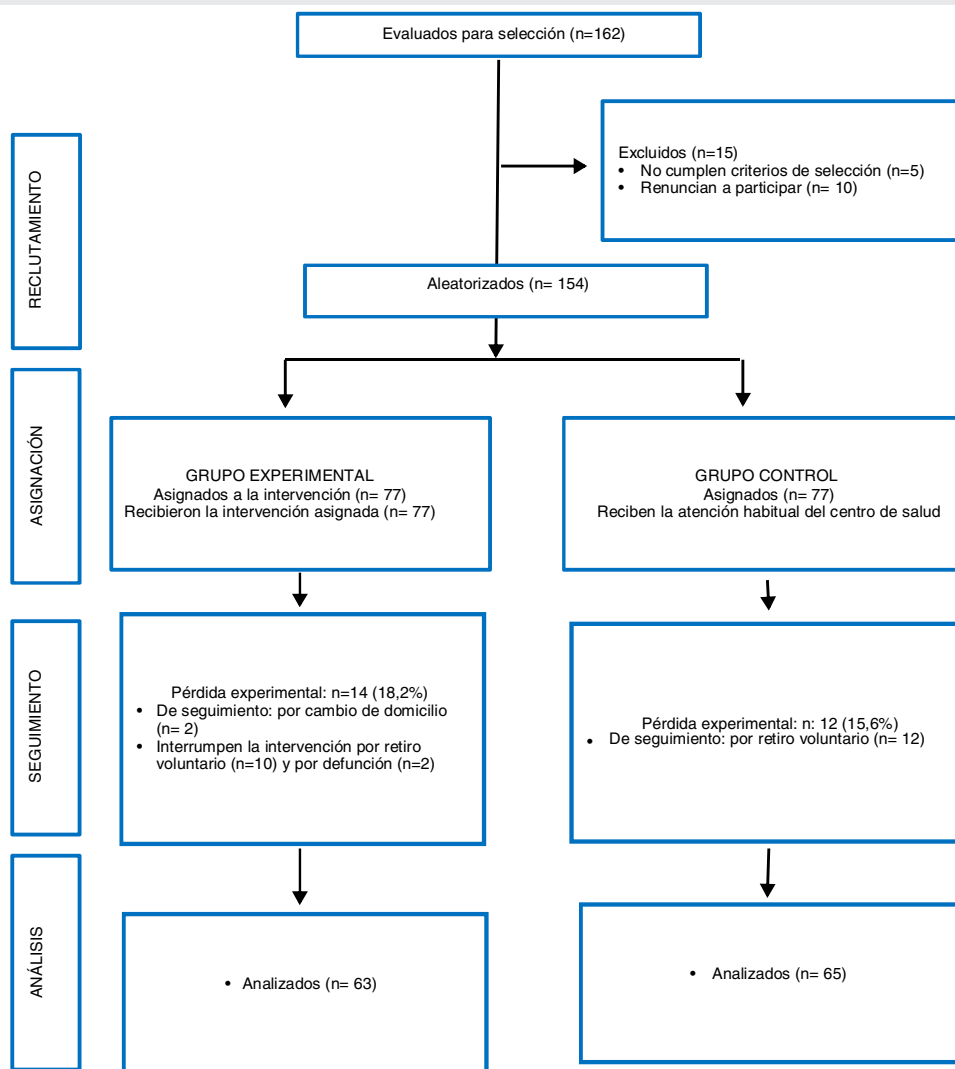 Evaluados para selección (n=162)
RECLUTAMIENTO
Excluidos (n=15)
• No cumplen criterios de selección (n=5)
• Renuncian a participar (n= 10)
Aleatorizados (n= 154)
ASIGNACIÓN
GRUPO EXPERIMENTAL
Asignados a la intervención (n= 77)
Recibieron la intervención asignada (n= 77)
GRUPO CONTROL
Asignados (n= 77)
Reciben la atención habitual del centro de salud
SEGUIMIENTO
Pérdida experimental: n=14 (18,2%)
• De seguimiento: por cambio de domicilio
(n= 2)
• Interrumpen la intervención por retiro
voluntario (n=10) y por defunción (n=2)
Pérdida experimental: n: 12 (15,6%)
• De seguimiento: por retiro voluntario (n= 12)
ANÁLISIS
• Analizados (n= 63)
• Analizados (n= 65)